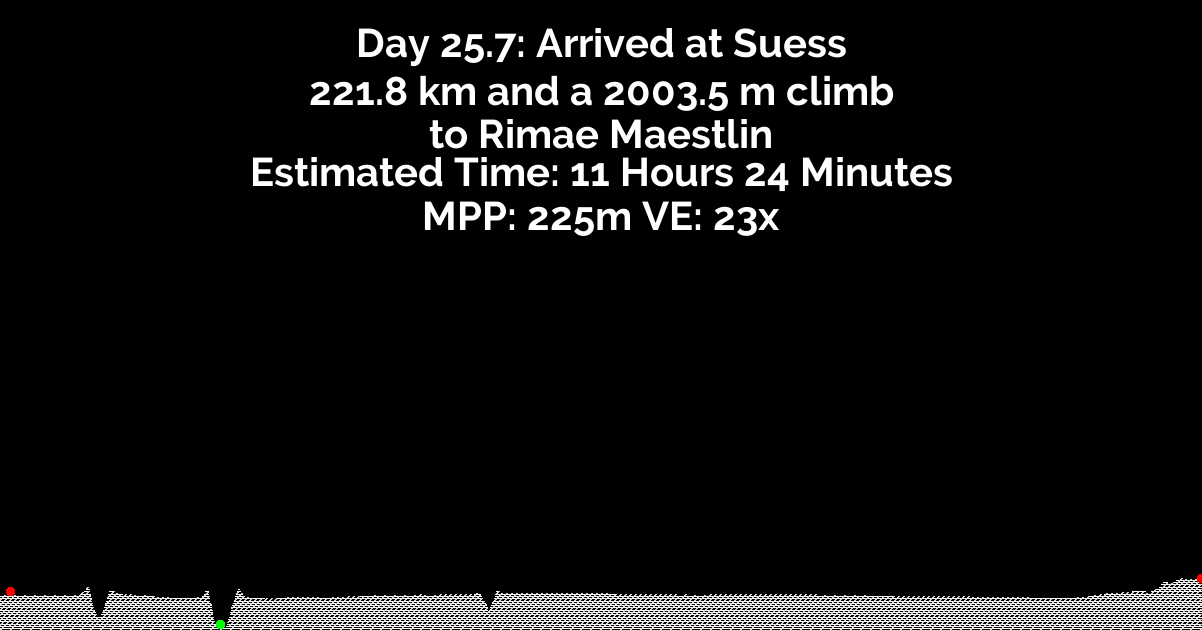 Day 25.7: Arrived at Suess
221.8 km and a 2003.5 m climb
to Rimae Maestlin
Estimated Time: 11 Hours 24 Minutes
MPP: 225m VE: 23x